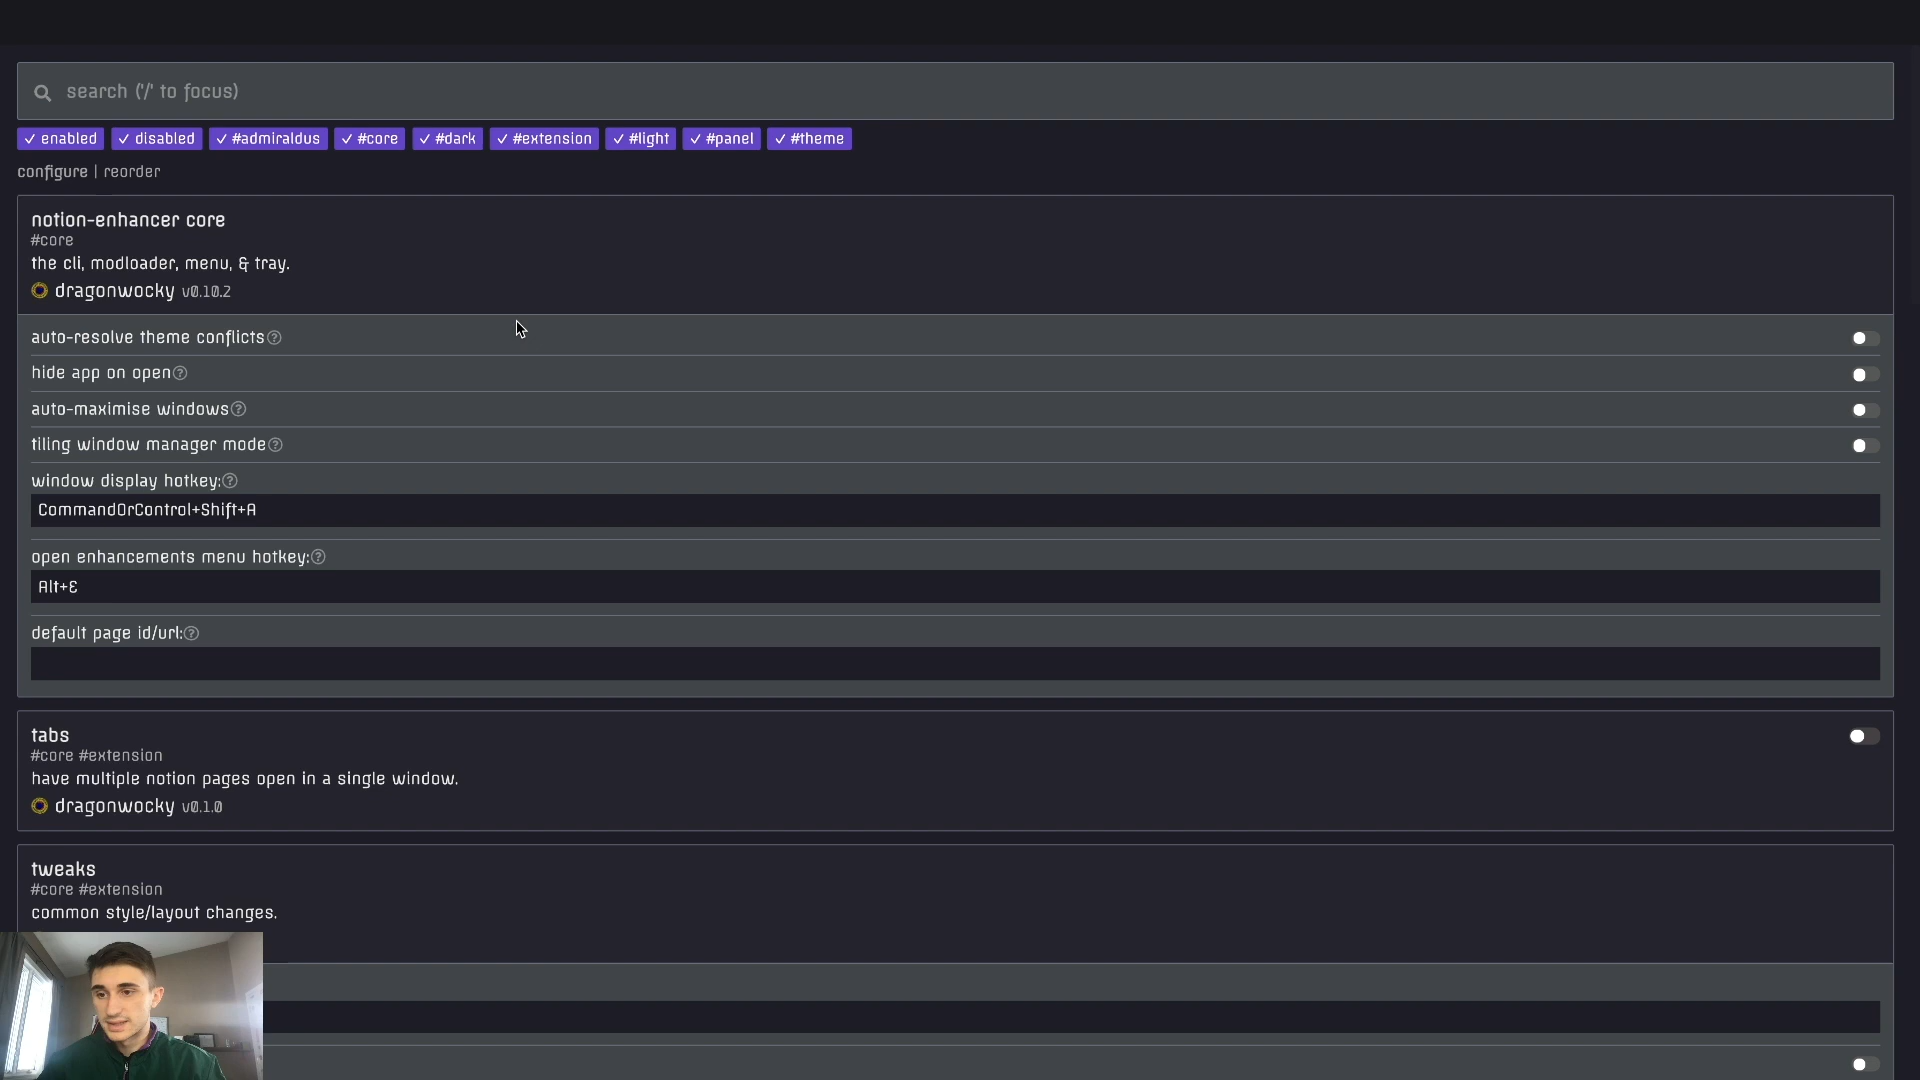 search ('/' to focus)
✓ enabled ✓ disabled ✓ #admiraldus ✓ #core ✓ #dark ✓ #extension ✓ #light ✓ #panel ✓ #theme
configure | reorder
notion-enhancer core
#core
the cli, modloader, menu, & tray.
dragonwocky v0.10.2
auto-resolve theme conflicts
hide app on open
auto-maximise windows
tiling window manager mode
window display hotkey:
CommandOrControl+Shift+A
open enhancements menu hotkey:
Alt+E
default page id/url:
tabs
#core #extension
have multiple notion pages open in a single window.
dragonwocky v0.1.0
tweaks
#core #extension
common style/layout changes.